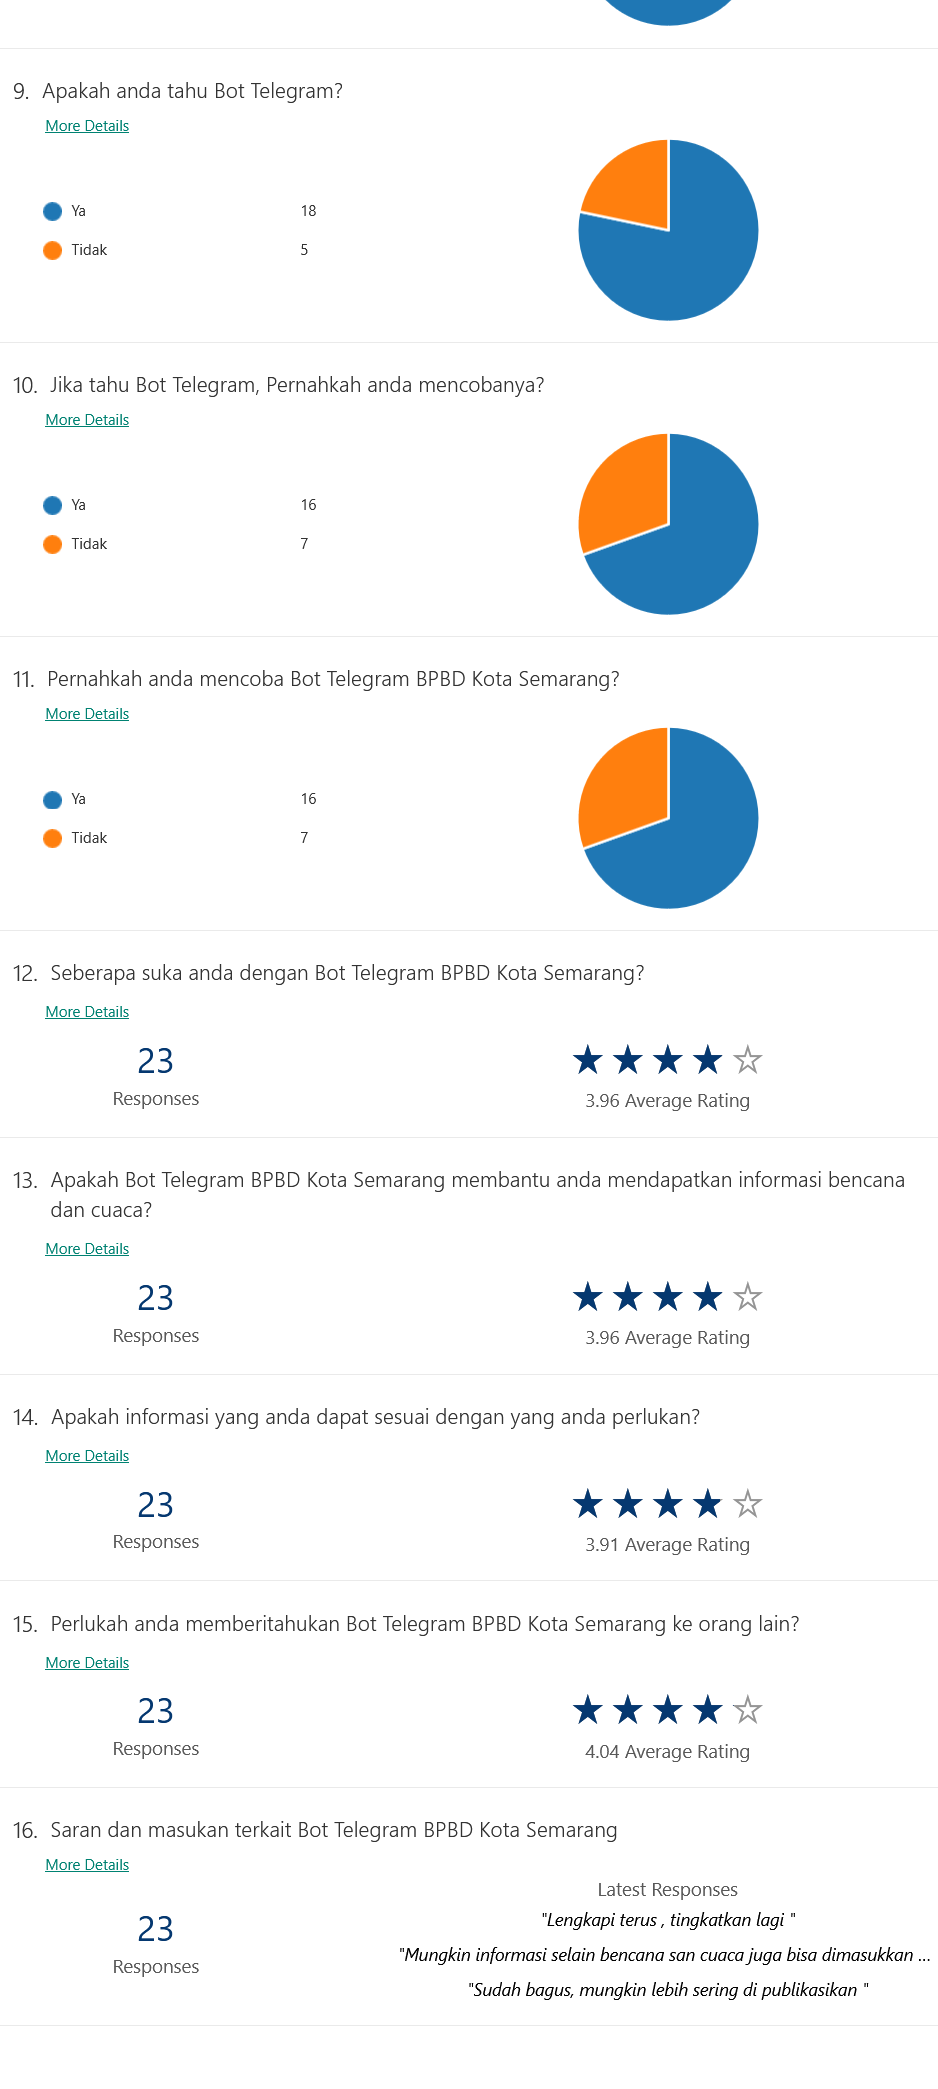 9. Apakah anda tahu Bot Telegram?
More Details
Ya 18
Tidak 5
10. Jika tahu Bot Telegram, Pernahkah anda mencobanya?
More Details
Ya 16
Tidak 7
11. Pernahkah anda mencoba Bot Telegram BPBD Kota Semarang?
More Details
Ya 16
Tidak 7
12. Seberapa suka anda dengan Bot Telegram BPBD Kota Semarang?
More Details
23
Responses
3.96 Average Rating
13. Apakah Bot Telegram BPBD Kota Semarang membantu anda mendapatkan informasi bencana
dan cuaca?
More Details
23
Responses
3.96 Average Rating
14. Apakah informasi yang anda dapat sesuai dengan yang anda perlukan?
More Details
23
Responses
3.91 Average Rating
15. Perlukah anda memberitahukan Bot Telegram BPBD Kota Semarang ke orang lain?
More Details
23
Responses
4.04 Average Rating
16. Saran dan masukan terkait Bot Telegram BPBD Kota Semarang
More Details
23
Responses
Latest Responses
"Lengkapi terus , tingkatkan lagi "
"Mungkin informasi selain bencana san cuaca juga bisa dimasukkan ...
"Sudah bagus, mungkin lebih sering di publikasikan "